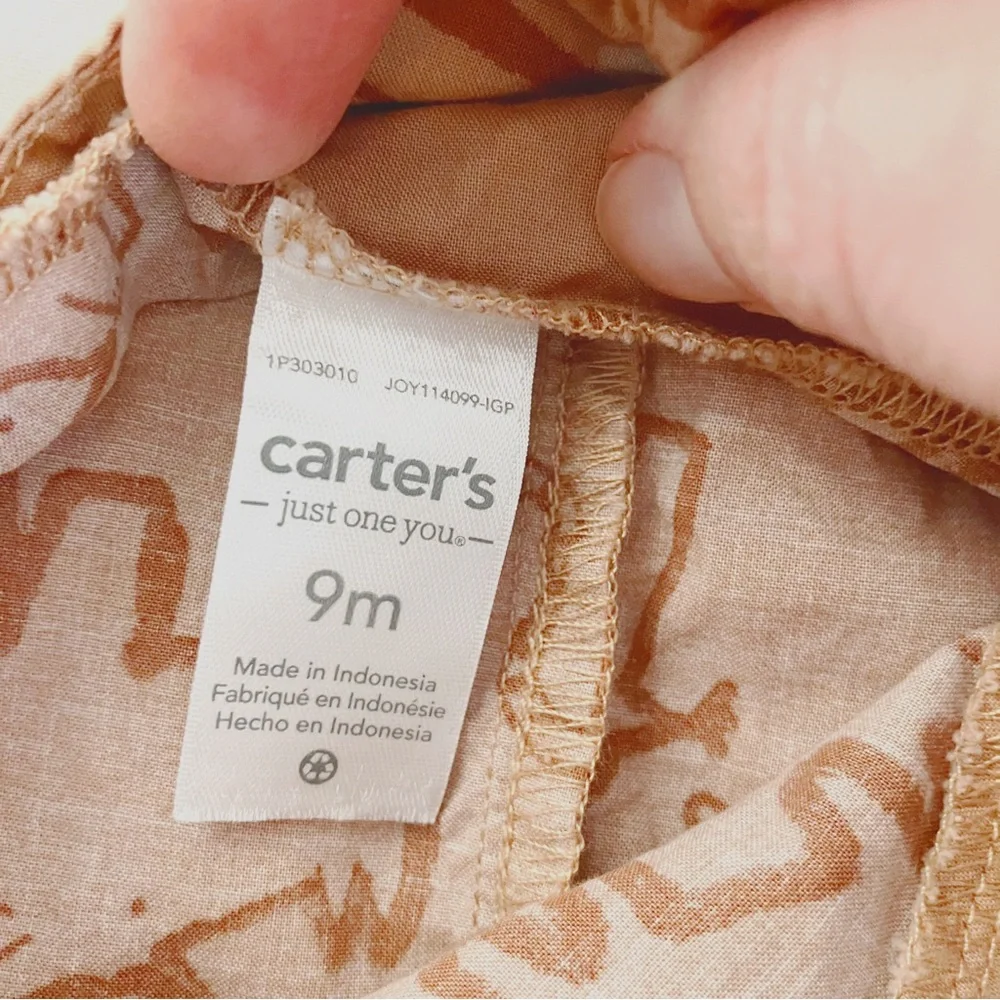 1P303010 JOY114099-IGP
carter's
— just one you® —
9m
Made in Indonesia
Fabriqué en Indonésie
Hecho en Indonesia